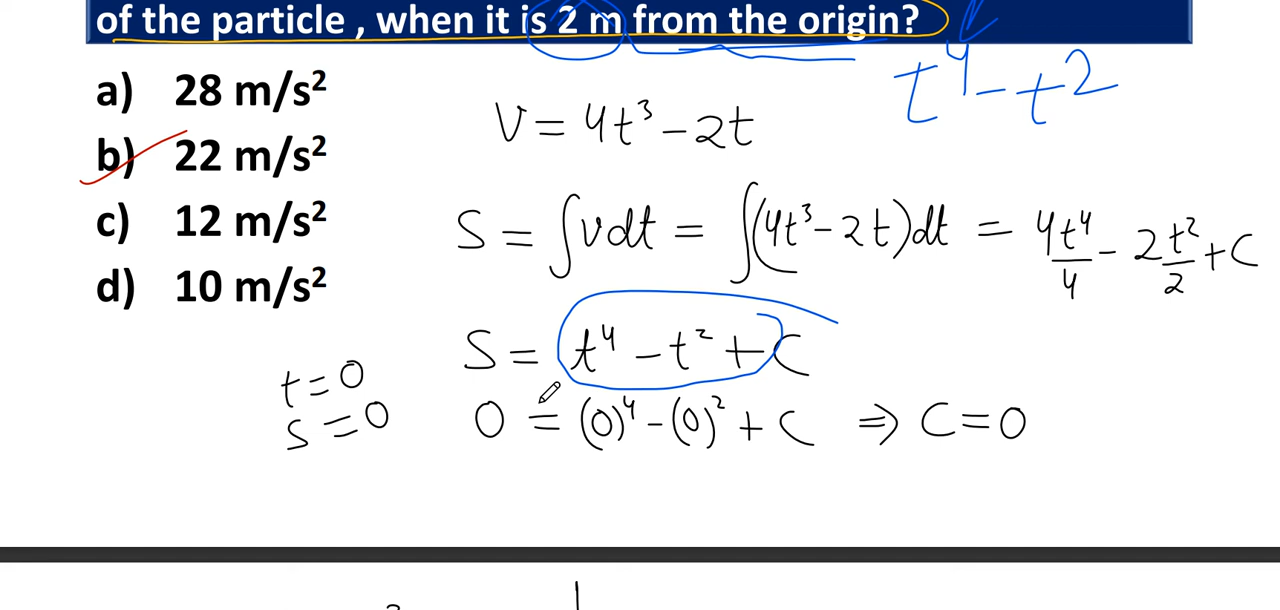 of the particle , when it is 2 m from the origin?
t⁴ - t²
a) 28 m/s²
b) 22 m/s²
c) 12 m/s²
d) 10 m/s²
V = 4t³ - 2t
S = ∫vdt = ∫(4t³ - 2t)dt = 4t⁴/4 - 2t²/2 + C
S = t⁴ - t² + C
t = 0
s = 0
0 = (0)⁴ - (0)² + C ⇒ C = 0